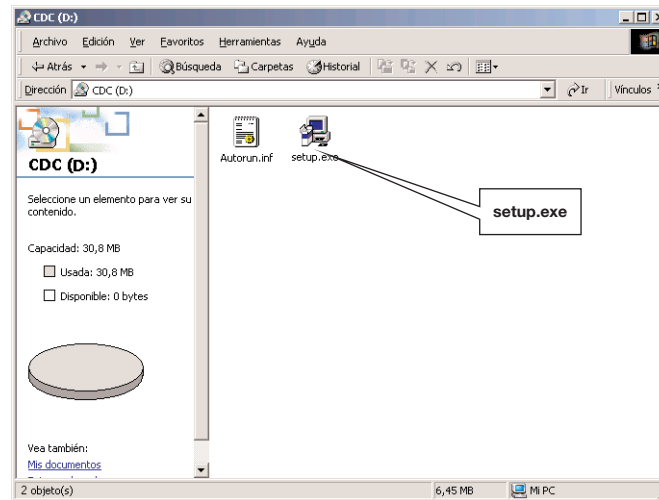 CDC (D:)
Archivo Edición Ver Favoritos Herramientas Ayuda
Atrás Búsqueda Carpetas Historial
Dirección CDC (D:) Ir Vínculos
CDC (D:)
Seleccione un elemento para ver su
contenido.
Capacidad: 30,8 MB
Usada: 30,8 MB
Disponible: 0 bytes
Vea también:
Mis documentos
Autorun.inf
setup.exe
setup.exe
2 objeto(s) 6,45 MB Mi PC